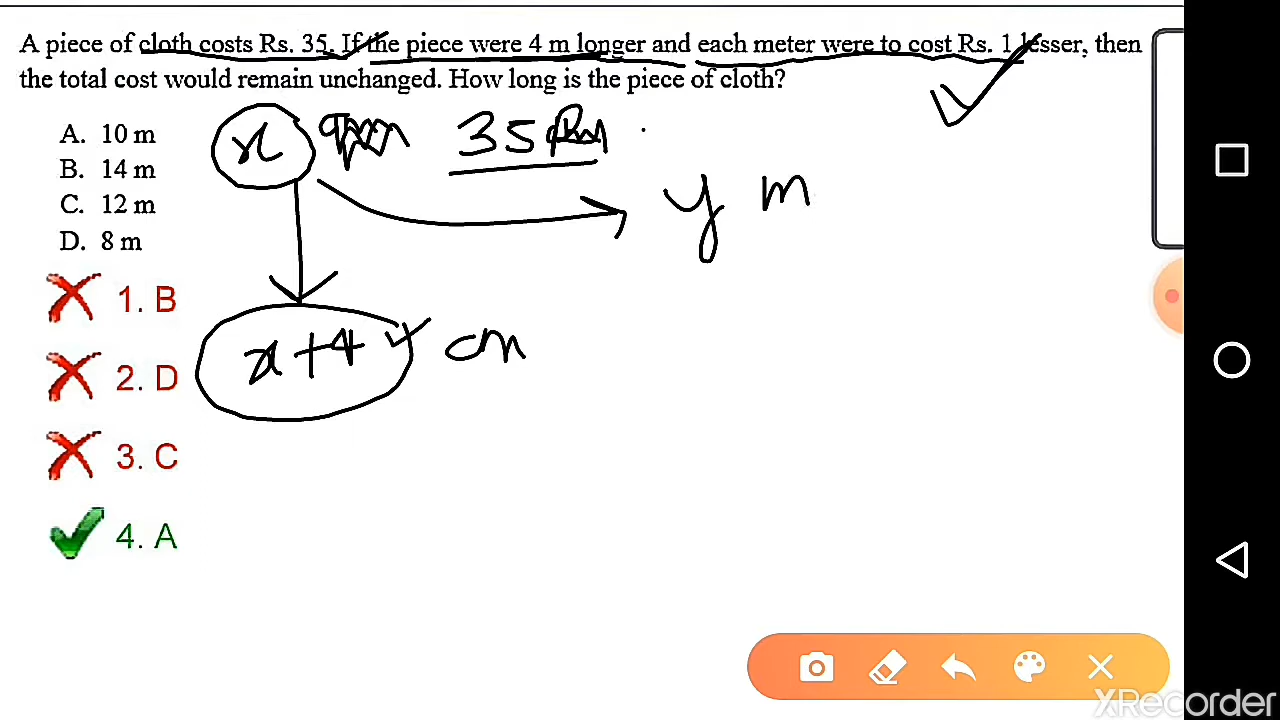 A piece of cloth costs Rs. 35. If the piece were 4 m longer and each meter were to cost Rs. 1 lesser, then
the total cost would remain unchanged. How long is the piece of cloth?
A. 10 m
B. 14 m
C. 12 m
D. 8 m
x 35
y m
x+4 cm
1. B
2. D
3. C
4. A
XRecorder